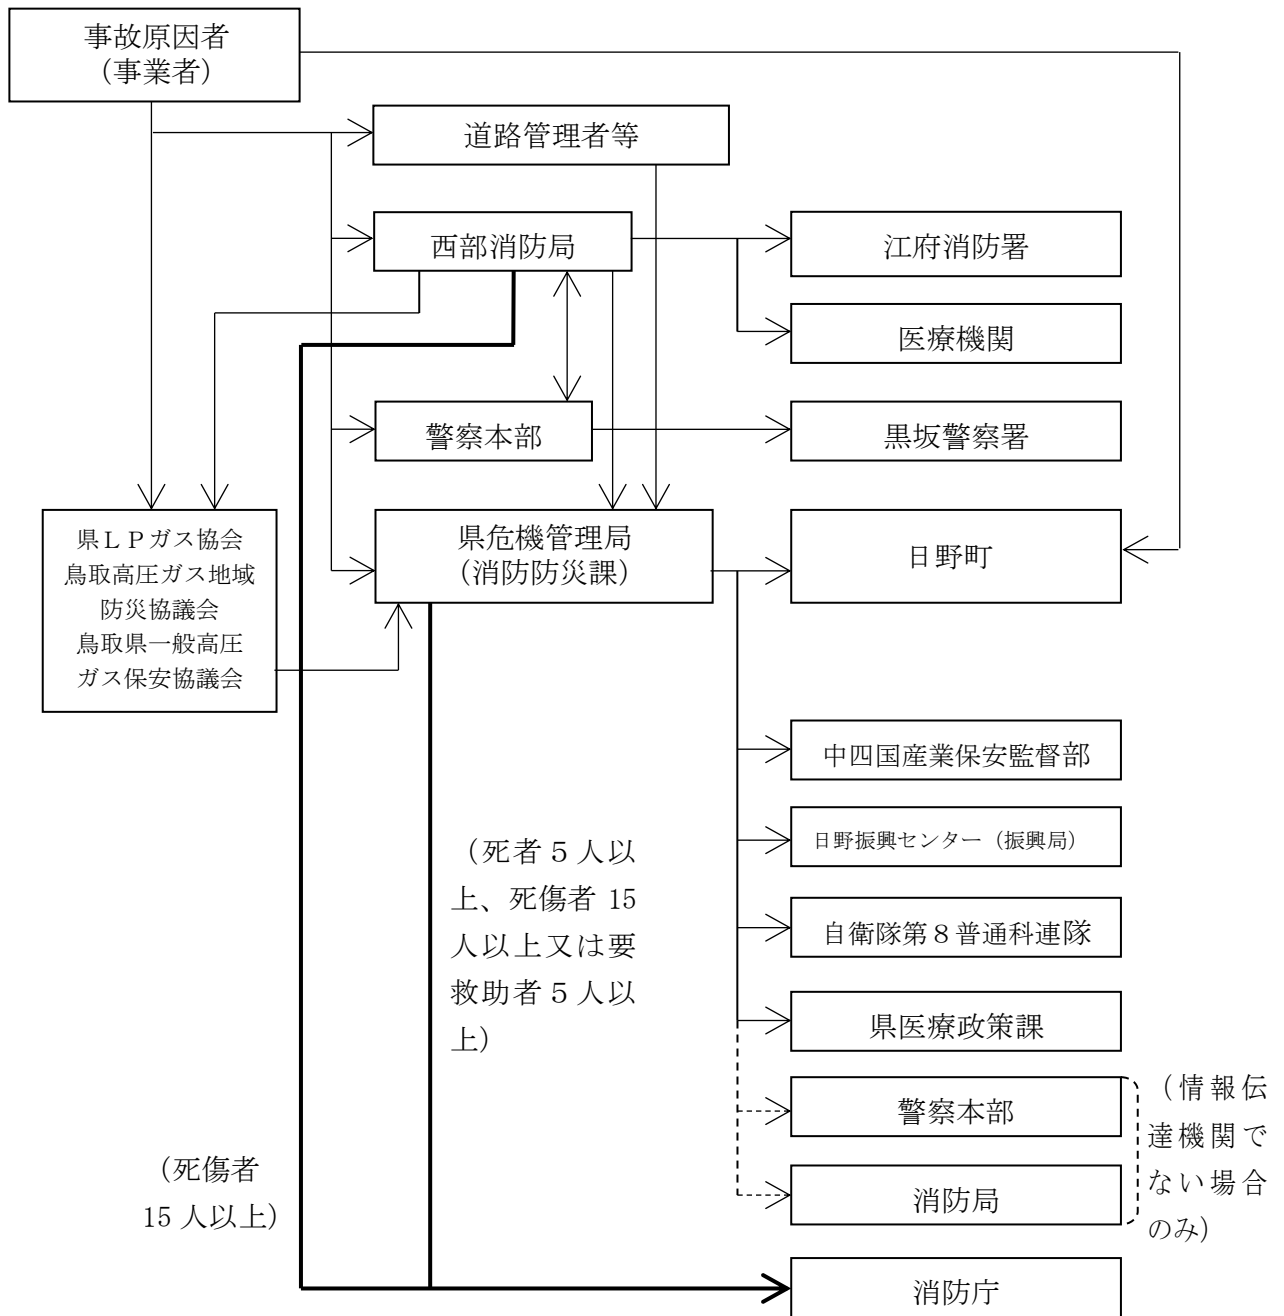 事故原因者
（事業者）
道路管理者等
西部消防局
江府消防署
医療機関
警察本部
黒坂警察署
県ＬＰガス協会
鳥取高圧ガス地域
防災協議会
鳥取県一般高圧
ガス保安協議会
県危機管理局
（消防防災課）
日野町
中四国産業保安監督部
日野振興センター（振興局）
自衛隊第８普通科連隊
県医療政策課
警察本部
消防局
消防庁
（死者５人以
上、死傷者 15
人以上又は要
救助者５人以
上）
（情報伝
達機関で
ない場合
のみ）
（死傷者
15 人以上）